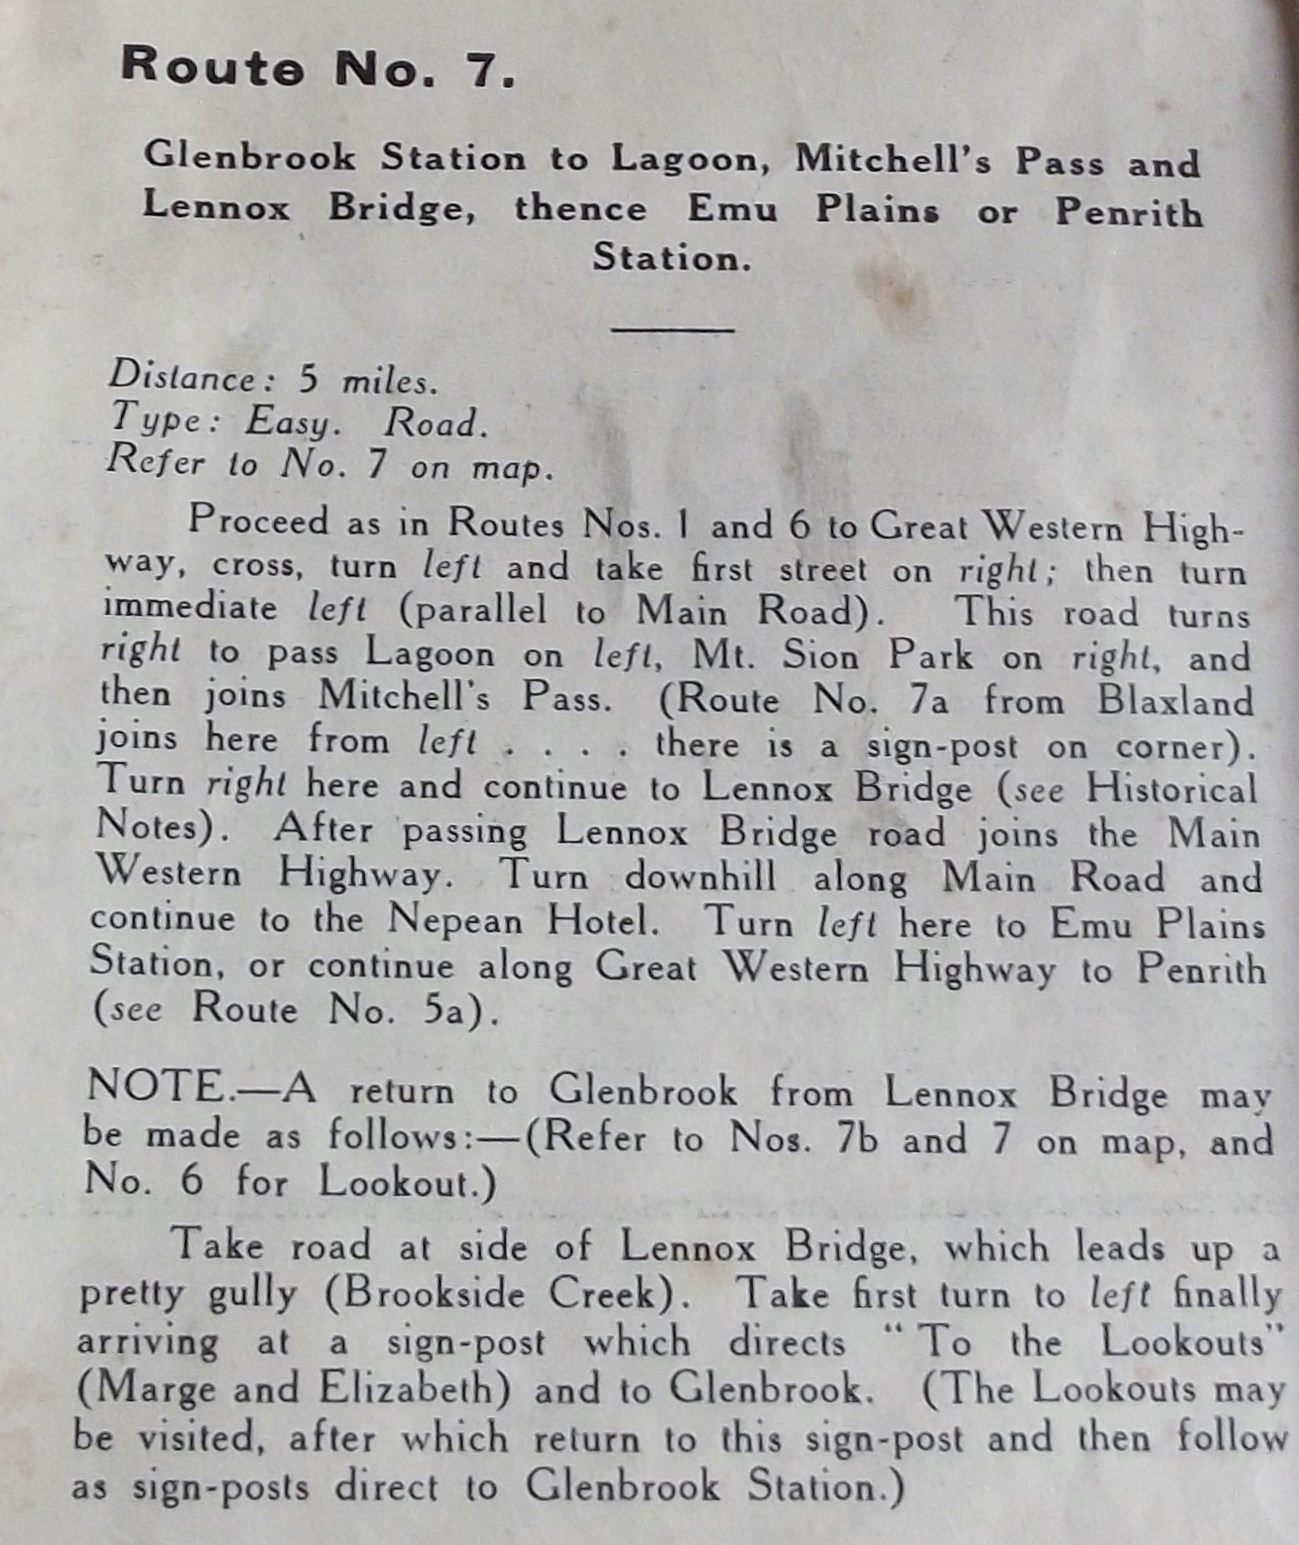 Route No. 7.
Glenbrook Station to Lagoon, Mitchell's Pass and
Lennox Bridge, thence Emu Plains or Penrith
Station.
Distance: 5 miles.
Type: Easy. Road.
Refer to No. 7 on map.
Proceed as in Routes Nos. 1 and 6 to Great Western High-
way, cross, turn left and take first street on right; then turn
immediate left (parallel to Main Road). This road turns
right to pass Lagoon on left, Mt. Sion Park on right, and
then joins Mitchell's Pass. (Route No. 7a from Blaxland
joins here from left . . . . there is a sign-post on corner).
Turn right here and continue to Lennox Bridge (see Historical
Notes). After passing Lennox Bridge road joins the Main
Western Highway. Turn downhill along Main Road and
continue to the Nepean Hotel. Turn left here to Emu Plains
Station, or continue along Great Western Highway to Penrith
(see Route No. 5a).
NOTE.—A return to Glenbrook from Lennox Bridge may
be made as follows:—(Refer to Nos. 7b and 7 on map, and
No. 6 for Lookout.)
Take road at side of Lennox Bridge, which leads up a
pretty gully (Brookside Creek). Take first turn to left finally
arriving at a sign-post which directs "To the Lookouts"
(Marge and Elizabeth) and to Glenbrook. (The Lookouts may
be visited, after which return to this sign-post and then follow
as sign-posts direct to Glenbrook Station.)